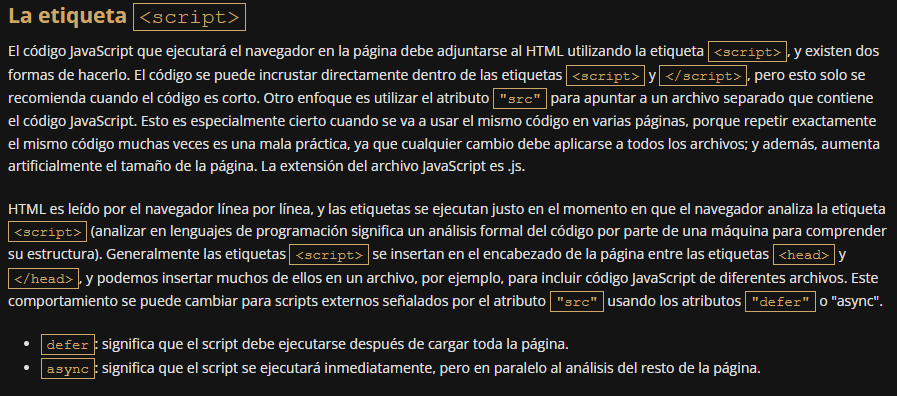 La etiqueta <script>
El código JavaScript que ejecutará el navegador en la página debe adjuntarse al HTML utilizando la etiqueta <script>, y existen dos
formas de hacerlo. El código se puede incrustar directamente dentro de las etiquetas <script> y </script>, pero esto solo se
recomienda cuando el código es corto. Otro enfoque es utilizar el atributo "src" para apuntar a un archivo separado que contiene
el código JavaScript. Esto es especialmente cierto cuando se va a usar el mismo código en varias páginas, porque repetir exactamente
el mismo código muchas veces es una mala práctica, ya que cualquier cambio debe aplicarse a todos los archivos; y además, aumenta
artificialmente el tamaño de la página. La extensión del archivo JavaScript es .js.
HTML es leído por el navegador línea por línea, y las etiquetas se ejecutan justo en el momento en que el navegador analiza la etiqueta
<script> (analizar en lenguajes de programación significa un análisis formal del código por parte de una máquina para comprender
su estructura). Generalmente las etiquetas <script> se insertan en el encabezado de la página entre las etiquetas <head> y
</head>, y podemos insertar muchos de ellos en un archivo, por ejemplo, para incluir código JavaScript de diferentes archivos. Este
comportamiento se puede cambiar para scripts externos señalados por el atributo "src" usando los atributos "defer" o "async".
• defer: significa que el script debe ejecutarse después de cargar toda la página.
• async: significa que el script se ejecutará inmediatamente, pero en paralelo al análisis del resto de la página.